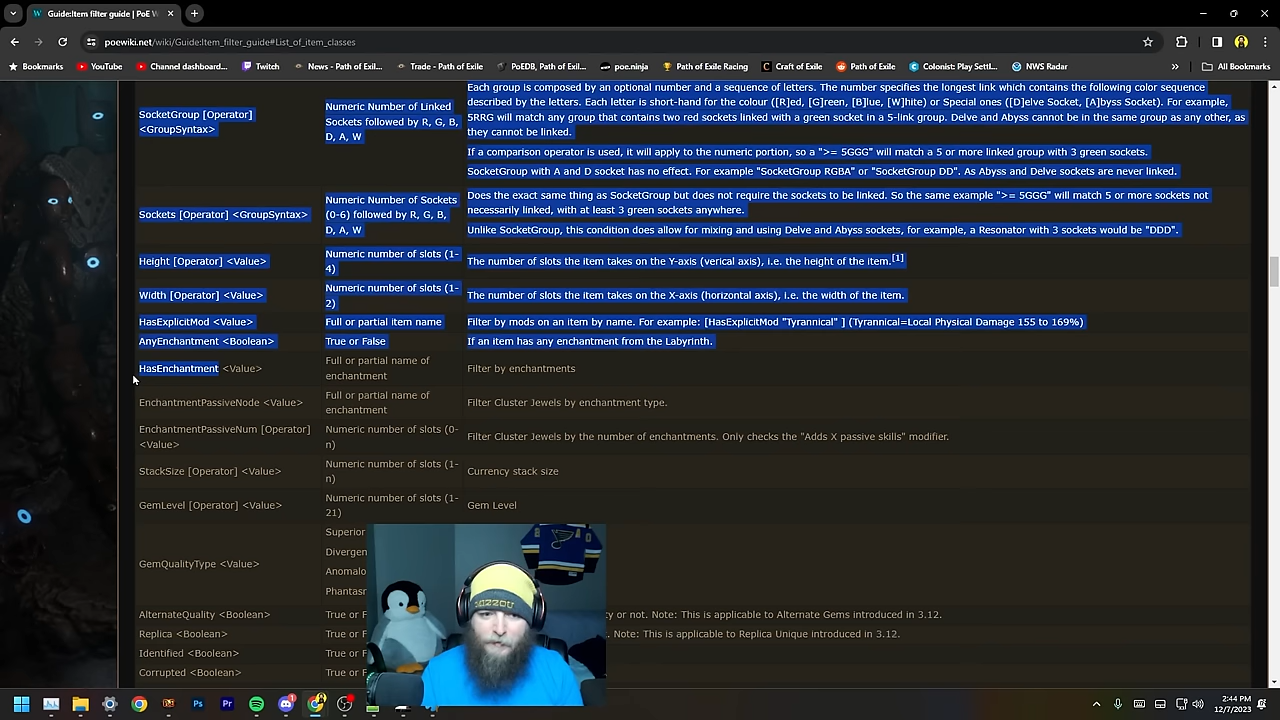 Guide:Item filter guide | PoE W
poewiki.net/wiki/Guide:Item_filter_guide#List_of_item_classes
Bookmarks YouTube Channel dashboard Twitch News - Path of Exil... Trade - Path of Exile PoEDB, Path of Exil... poe.ninja Path of Exile Racing Craft of Exile Path of Exile Colonist: Play Settl... NWS Radar All Bookmarks
SocketGroup [Operator]
<GroupSyntax>
Numeric Number of Linked
Sockets followed by R, G, B,
D, A, W
Each group is composed by an optional number and a sequence of letters. The number specifies the longest link which contains the following color sequence
described by the letters. Each letter is short-hand for the colour ([R]ed, [G]reen, [B]lue, [W]hite) or Special ones ([D]elve Socket, [A]byss Socket). For example,
5RRG will match any group that contains two red sockets linked with a green socket in a 5-link group. Delve and Abyss cannot be in the same group as any other, as
they cannot be linked.
If a comparison operator is used, it will apply to the numeric portion, so a ">= 5GGG" will match a 5 or more linked group with 3 green sockets.
SocketGroup with A and D socket has no effect. For example "SocketGroup RGBA" or "SocketGroup DD". As Abyss and Delve sockets are never linked.
Sockets [Operator] <GroupSyntax>
Numeric Number of Sockets
(0-6) followed by R, G, B,
D, A, W
Does the exact same thing as SocketGroup but does not require the sockets to be linked. So the same example ">= 5GGG" will match 5 or more sockets not
necessarily linked, with at least 3 green sockets anywhere.
Unlike SocketGroup, this condition does allow for mixing and using Delve and Abyss sockets, for example, a Resonator with 3 sockets would be "DDD".
Height [Operator] <Value>
Numeric number of slots (1-
4)
The number of slots the item takes on the Y-axis (verical axis), i.e. the height of the item.[1]
Width [Operator] <Value>
Numeric number of slots (1-
2)
The number of slots the item takes on the X-axis (horizontal axis), i.e. the width of the item.
HasExplicitMod <Value>
Full or partial item name
Filter by mods on an item by name. For example: [HasExplicitMod "Tyrannical" ] (Tyrannical=Local Physical Damage 155 to 169%)
AnyEnchantment <Boolean>
True or False
If an item has any enchantment from the Labyrinth.
HasEnchantment <Value>
Full or partial name of
enchantment
Filter by enchantments
EnchantmentPassiveNode <Value>
Full or partial name of
enchantment
Filter Cluster Jewels by enchantment type.
EnchantmentPassiveNum [Operator]
<Value>
Numeric number of slots (0-
n)
Filter Cluster Jewels by the number of enchantments. Only checks the "Adds X passive skills" modifier.
StackSize [Operator] <Value>
Numeric number of slots (1-
n)
Currency stack size
GemLevel [Operator] <Value>
Numeric number of slots (1-
21)
Gem Level
GemQualityType <Value>
Superior
Divergen
Anomalo
Phantasm
AlternateQuality <Boolean>
True or F
ty or not. Note: This is applicable to Alternate Gems introduced in 3.12.
Replica <Boolean>
True or F
. Note: This is applicable to Replica Unique introduced in 3.12.
Identified <Boolean>
True or F
Corrupted <Boolean>
True or F
MIZZOU
2:44 PM
12/7/2023